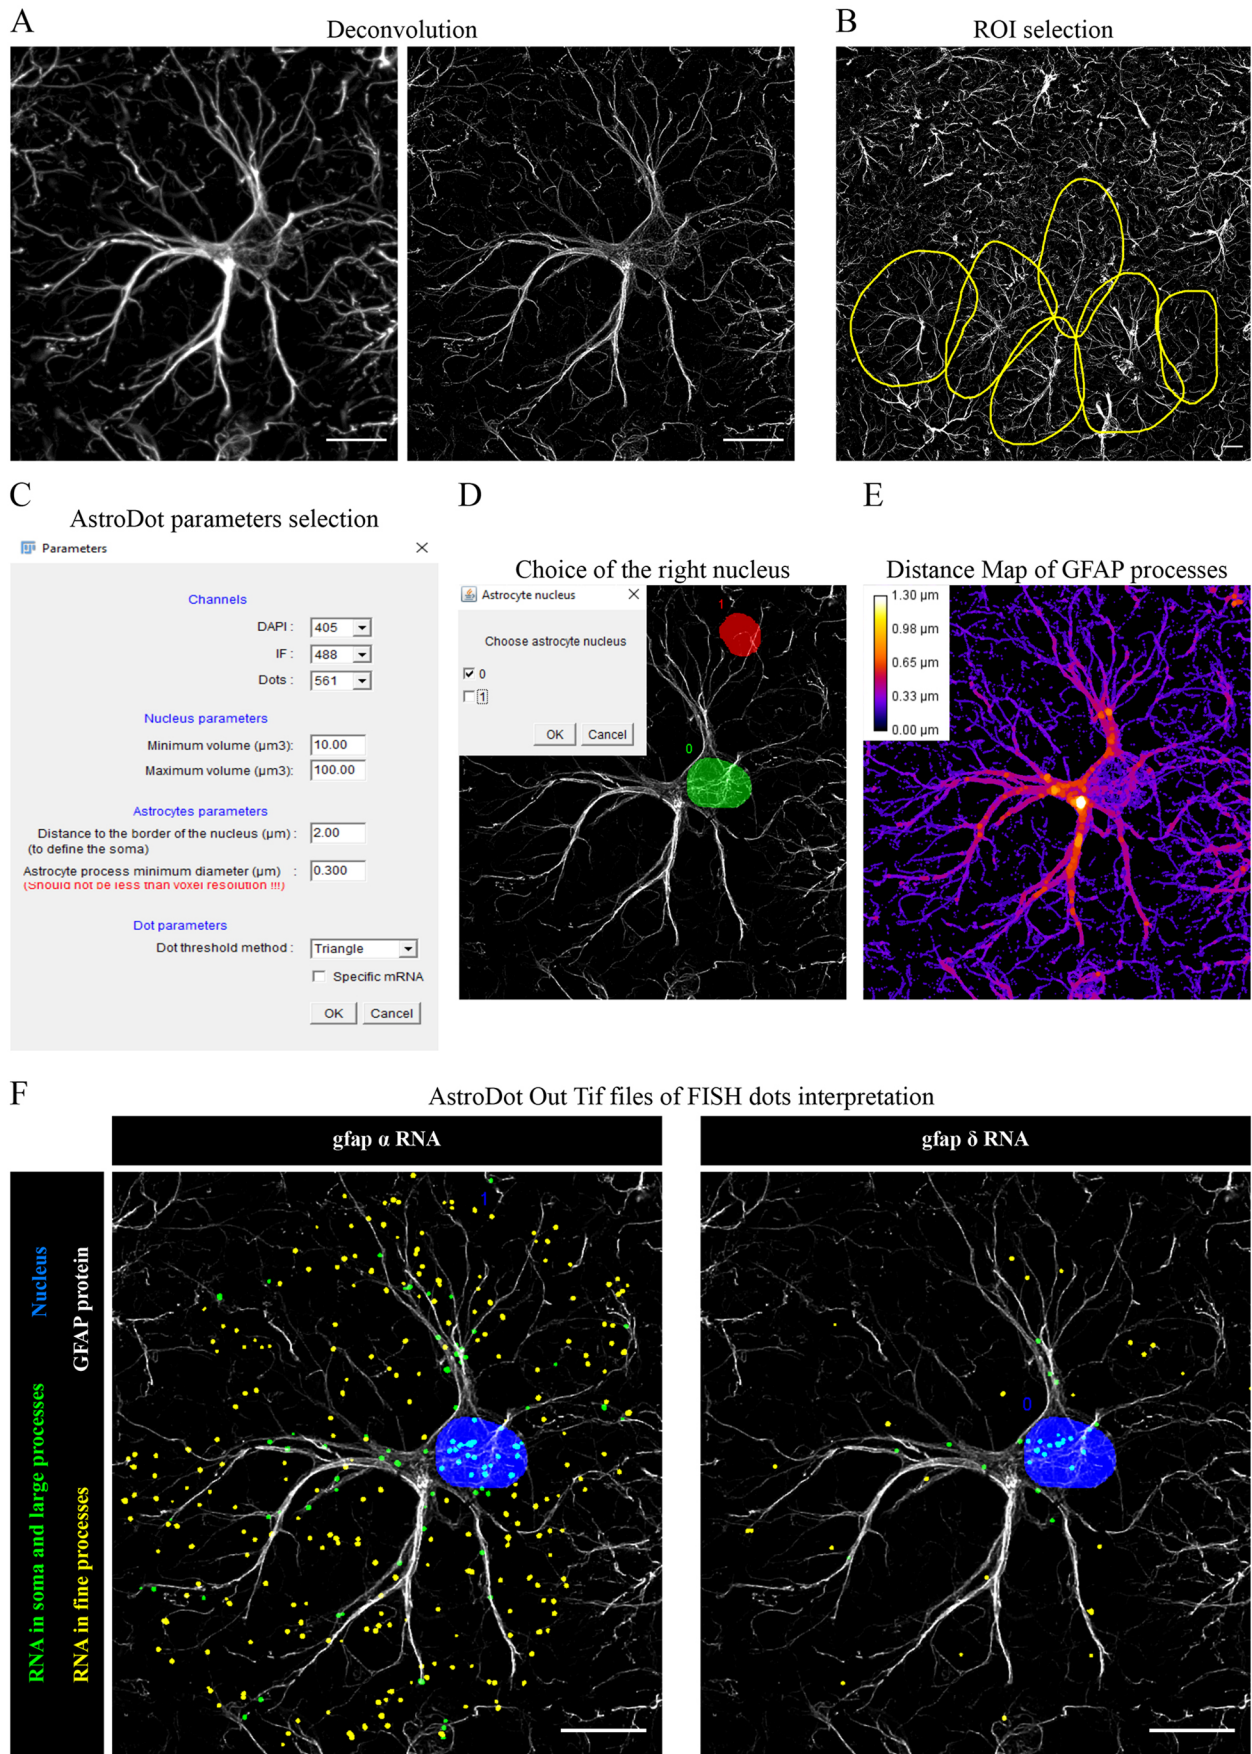 A
Deconvolution
B
ROI selection
C
AstroDot parameters selection
Parameters
Channels
DAPI : 405
IF : 488
Dots : 561
Nucleus parameters
Minimum volume (µm3): 10.00
Maximum volume (µm3): 100.00
Astrocytes parameters
Distance to the border of the nucleus (µm) : 2.00
(to define the soma)
Astrocyte process minimum diameter (µm) : 0.300
(Should not be less than voxel resolution !!!)
Dot parameters
Dot threshold method : Triangle
Specific mRNA
OK Cancel
D
Choice of the right nucleus
Astrocyte nucleus
Choose astrocyte nucleus
0
1
OK Cancel
1
0
E
Distance Map of GFAP processes
1.30 µm
0.98 µm
0.65 µm
0.33 µm
0.00 µm
F
AstroDot Out Tif files of FISH dots interpretation
gfap α RNA
gfap δ RNA
Nucleus
GFAP protein
RNA in soma and large processes
RNA in fine processes
1
0